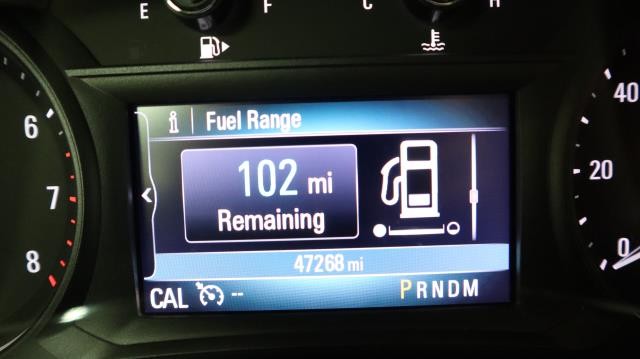 E F C H
Fuel Range
102 mi
Remaining
47268 mi
CAL -- PRNDM
6
7
8
40
20
0